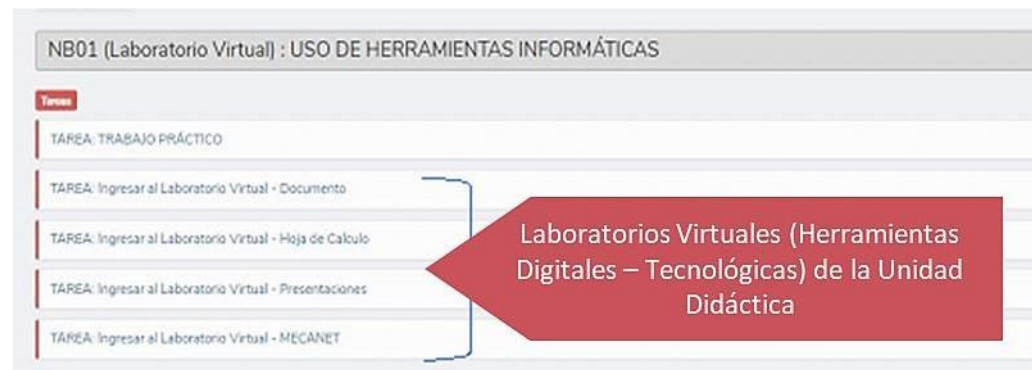 NB01 (Laboratorio Virtual) : USO DE HERRAMIENTAS INFORMÁTICAS
Tareas
TAREA: TRABAJO PRÁCTICO
TAREA: Ingresar al Laboratorio Virtual - Documento
TAREA: Ingresar al Laboratorio Virtual - Hoja de Calculo
TAREA: Ingresar al Laboratorio Virtual - Presentaciones
TAREA: Ingresar al Laboratorio Virtual - MECANET
Laboratorios Virtuales (Herramientas
Digitales – Tecnológicas) de la Unidad
Didáctica